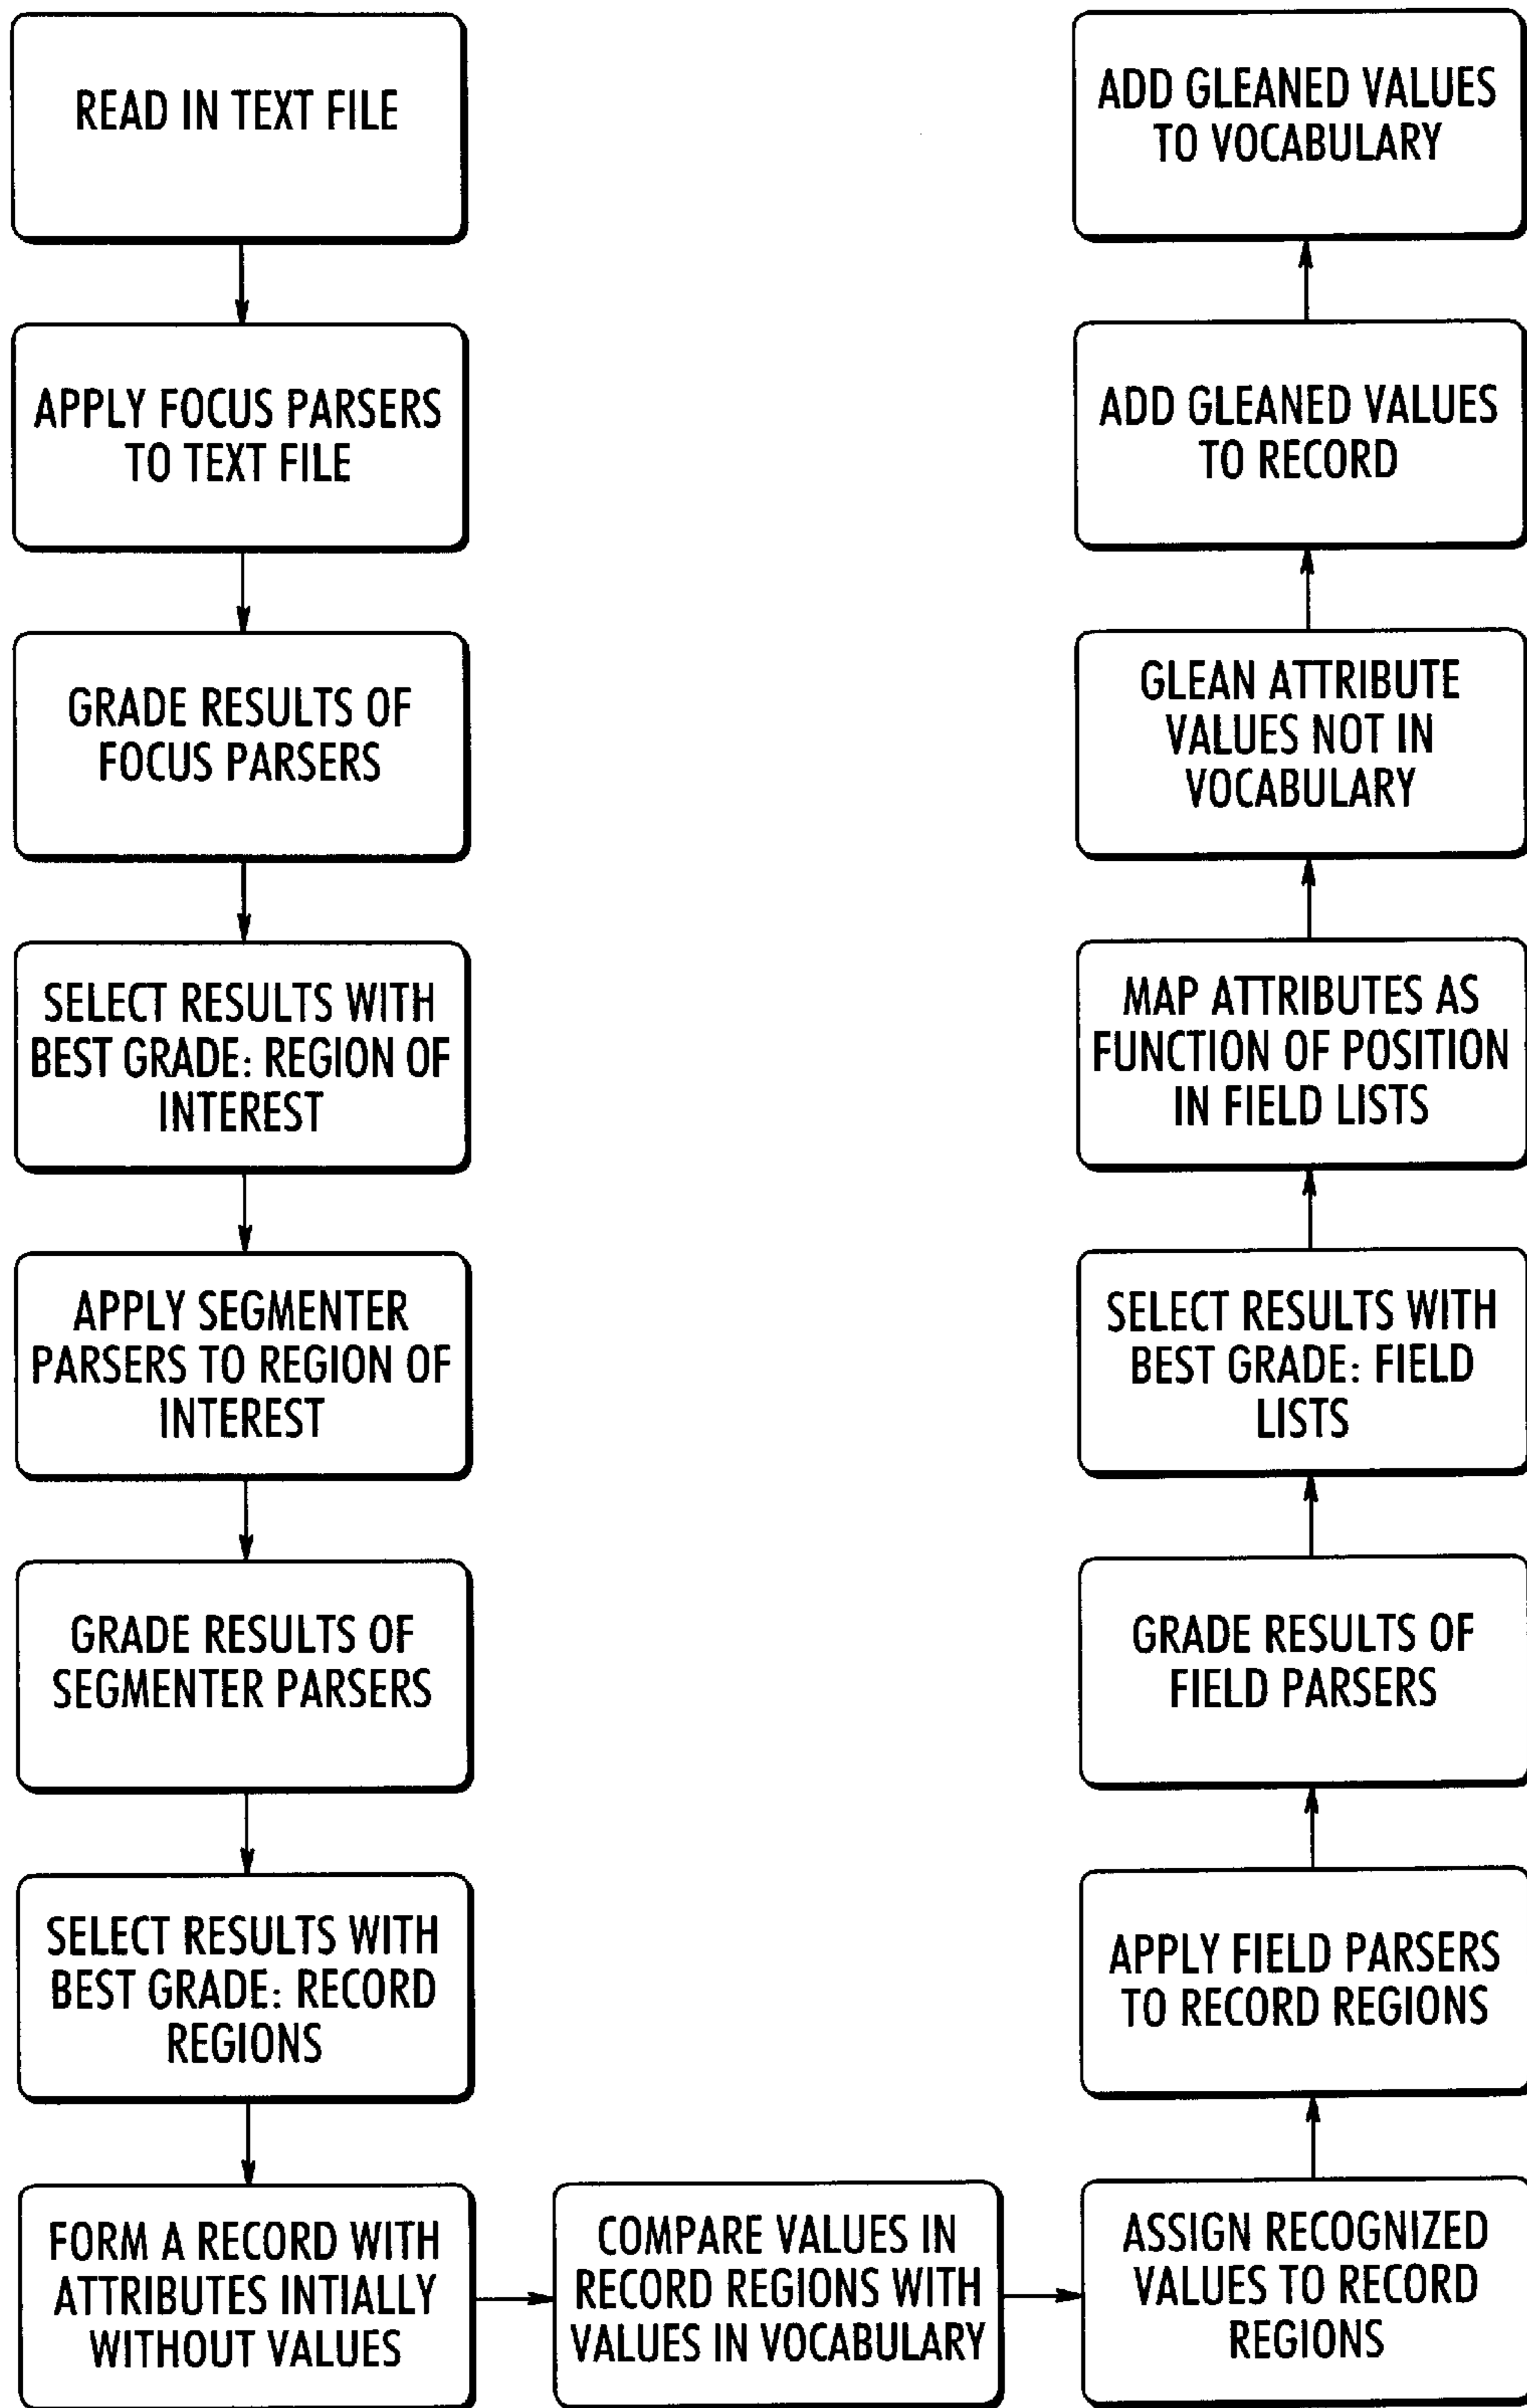 READ IN TEXT FILE
APPLY FOCUS PARSERS
TO TEXT FILE
GRADE RESULTS OF
FOCUS PARSERS
SELECT RESULTS WITH
BEST GRADE: REGION OF
INTEREST
APPLY SEGMENTER
PARSERS TO REGION OF
INTEREST
GRADE RESULTS OF
SEGMENTER PARSERS
SELECT RESULTS WITH
BEST GRADE: RECORD
REGIONS
FORM A RECORD WITH
ATTRIBUTES INTIALLY
WITHOUT VALUES
COMPARE VALUES IN
RECORD REGIONS WITH
VALUES IN VOCABULARY
ASSIGN RECOGNIZED
VALUES TO RECORD
REGIONS
APPLY FIELD PARSERS
TO RECORD REGIONS
GRADE RESULTS OF
FIELD PARSERS
SELECT RESULTS WITH
BEST GRADE: FIELD
LISTS
MAP ATTRIBUTES AS
FUNCTION OF POSITION
IN FIELD LISTS
GLEAN ATTRIBUTE
VALUES NOT IN
VOCABULARY
ADD GLEANED VALUES
TO RECORD
ADD GLEANED VALUES
TO VOCABULARY